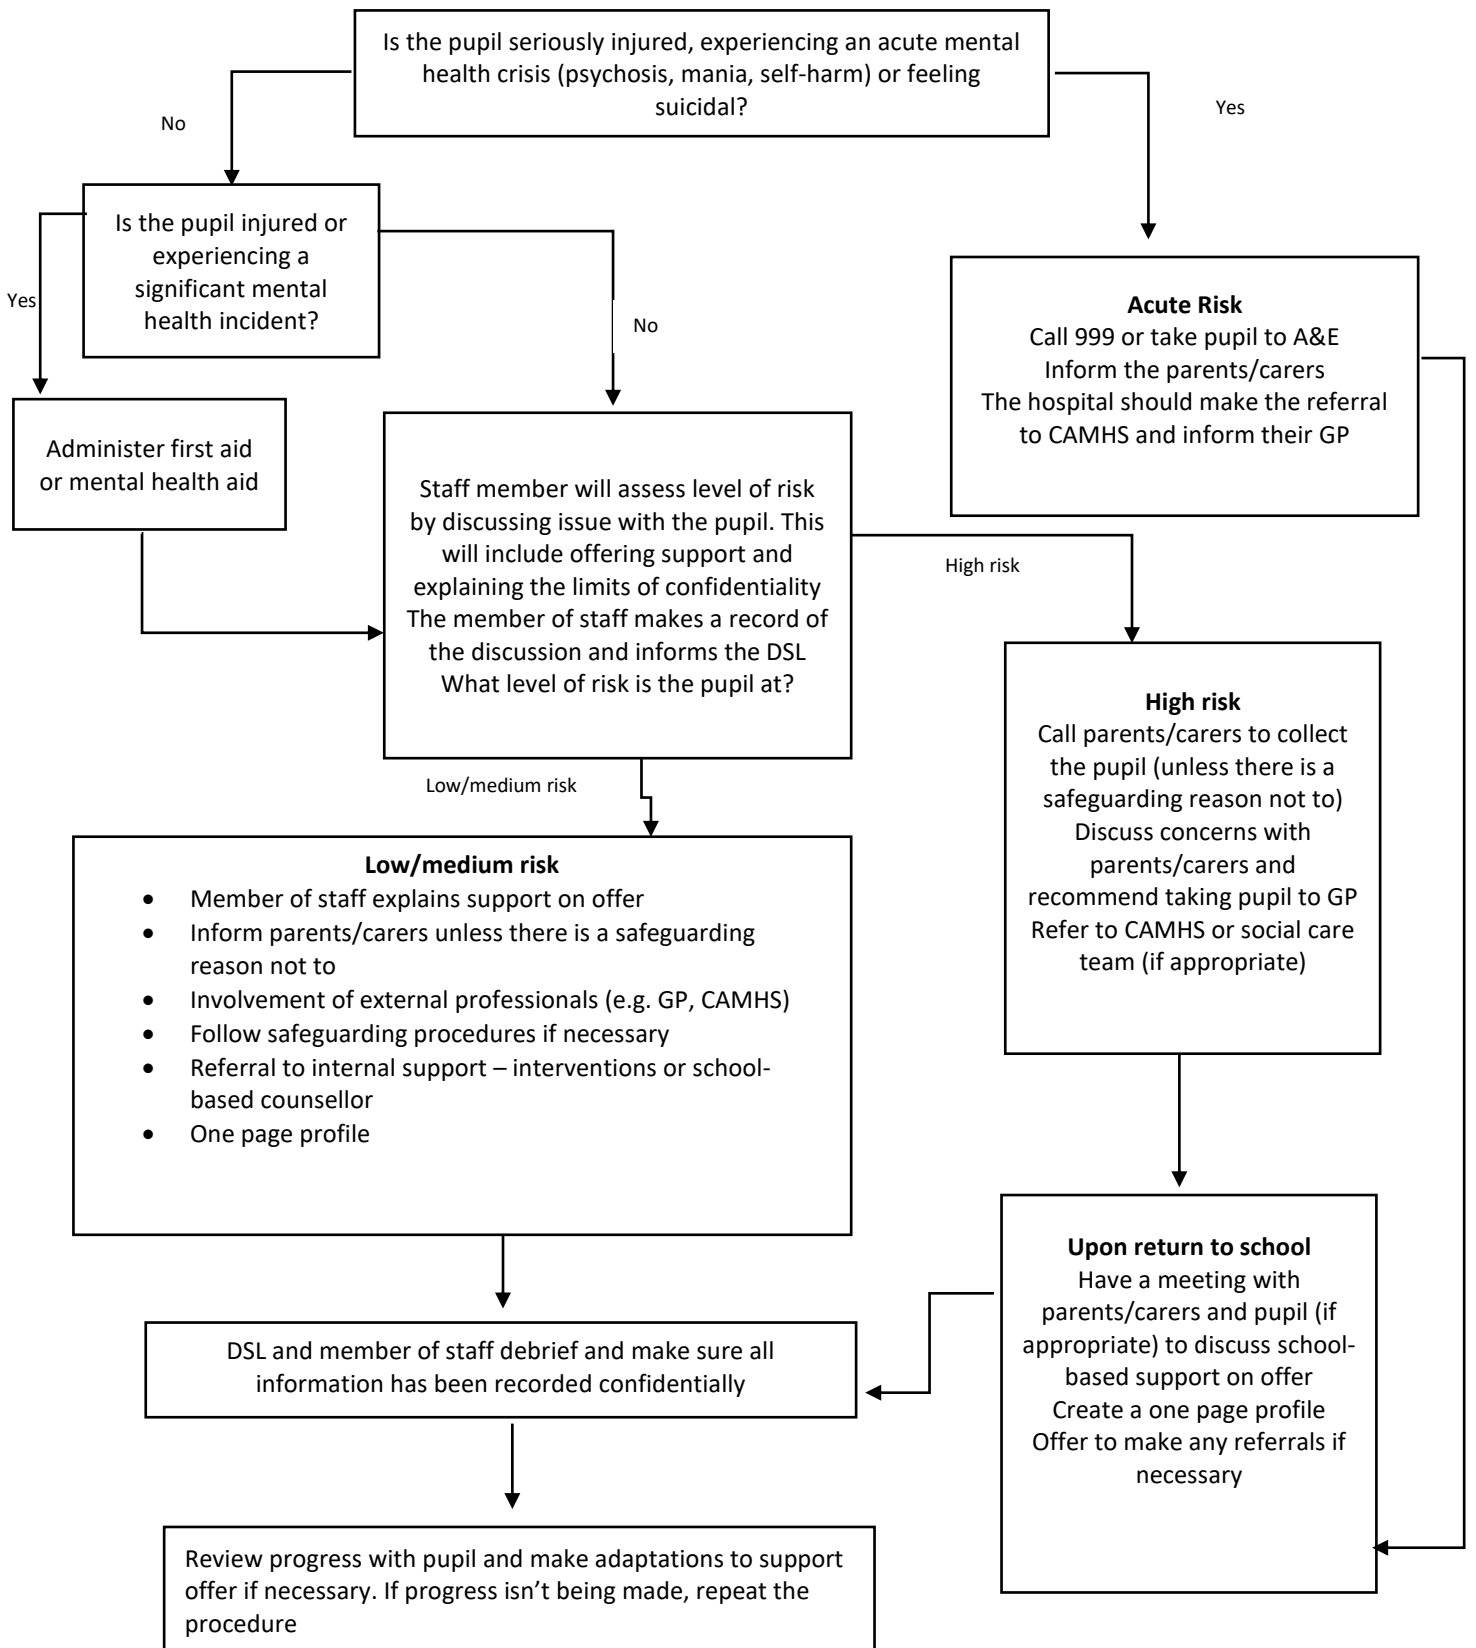 Is the pupil seriously injured, experiencing an acute mental
health crisis (psychosis, mania, self-harm) or feeling
suicidal?
No
Yes
Is the pupil injured or
experiencing a
significant mental
health incident?
Yes
No
Administer first aid
or mental health aid
Acute Risk
Call 999 or take pupil to A&E
Inform the parents/carers
The hospital should make the referral
to CAMHS and inform their GP
Staff member will assess level of risk
by discussing issue with the pupil. This
will include offering support and
explaining the limits of confidentiality
The member of staff makes a record of
the discussion and informs the DSL
What level of risk is the pupil at?
High risk
Low/medium risk
High risk
Call parents/carers to collect
the pupil (unless there is a
safeguarding reason not to)
Discuss concerns with
parents/carers and
recommend taking pupil to GP
Refer to CAMHS or social care
team (if appropriate)
Low/medium risk
• Member of staff explains support on offer
• Inform parents/carers unless there is a safeguarding
reason not to
• Involvement of external professionals (e.g. GP, CAMHS)
• Follow safeguarding procedures if necessary
• Referral to internal support – interventions or school-
based counsellor
• One page profile
Upon return to school
Have a meeting with
parents/carers and pupil (if
appropriate) to discuss school-
based support on offer
Create a one page profile
Offer to make any referrals if
necessary
DSL and member of staff debrief and make sure all
information has been recorded confidentially
Review progress with pupil and make adaptations to support
offer if necessary. If progress isn’t being made, repeat the
procedure